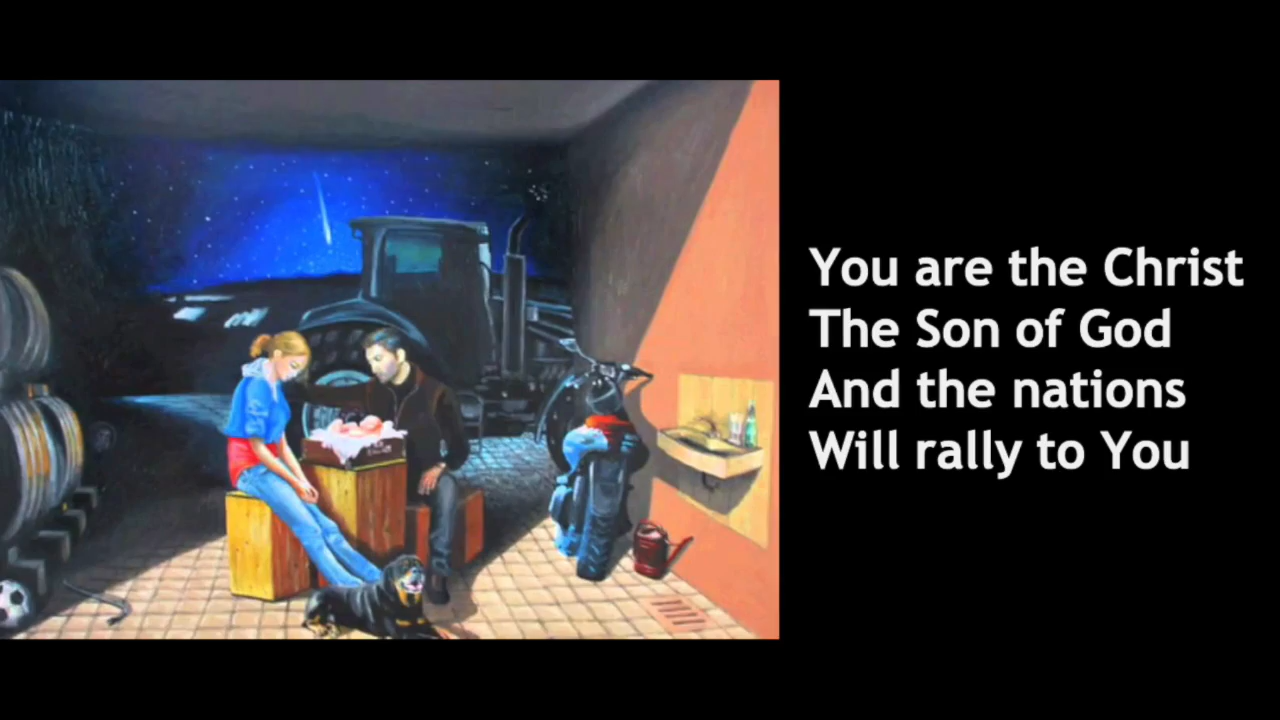 You are the Christ
The Son of God
And the nations
Will rally to You